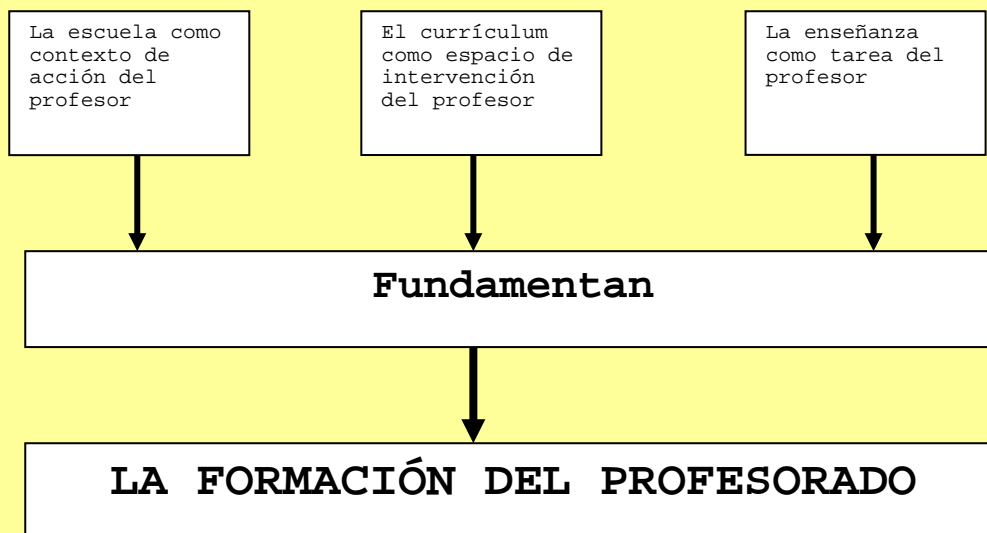 La escuela como
contexto de
acción del
profesor
El currículum
como espacio de
intervención
del profesor
La enseñanza
como tarea del
profesor
Fundamentan
LA FORMACIÓN DEL PROFESORADO